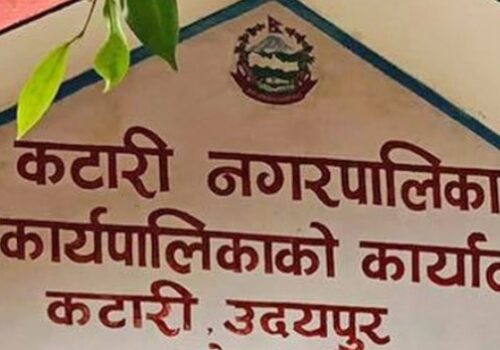 कटारी नगरपालिका
कार्यपालिकाको कार्या
कटारी, उदयपुर